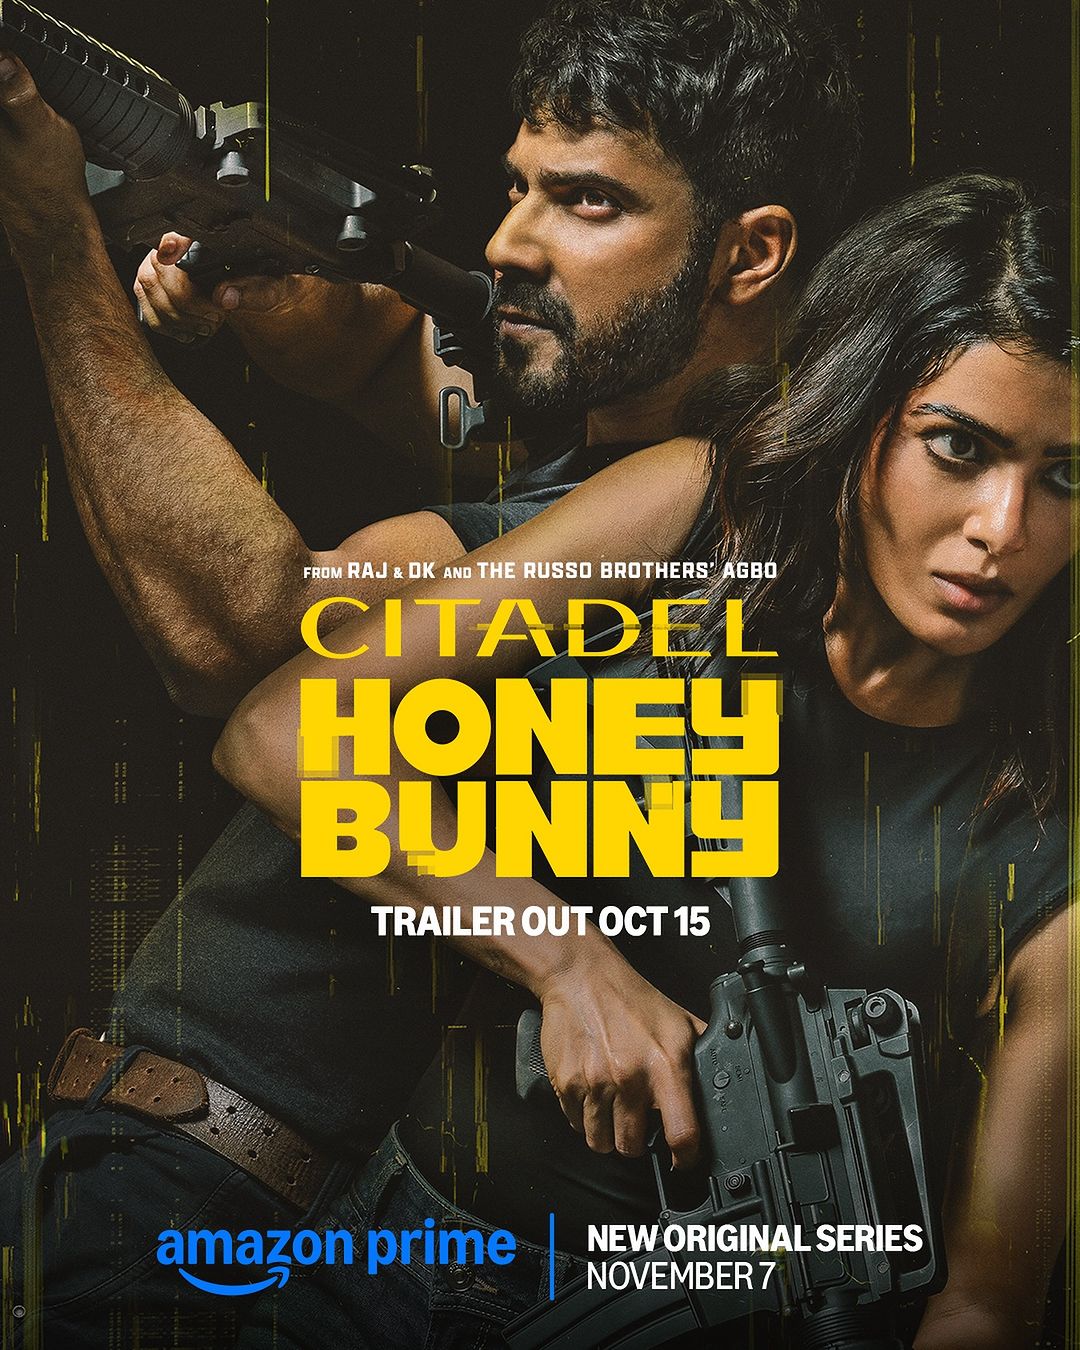 FROM RAJ & DK AND THE RUSSO BROTHERS' AGBO
CITADEL
HONEY
BUNNY
TRAILER OUT OCT 15
amazon prime
NEW ORIGINAL SERIES
NOVEMBER 7